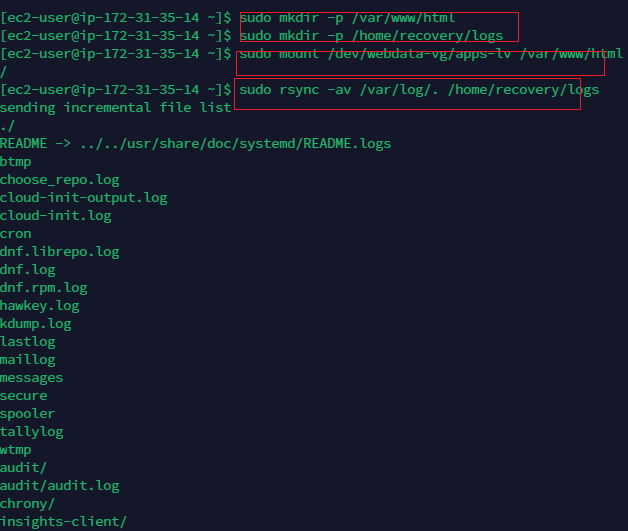 [ec2-user@ip-172-31-35-14 ~]$ sudo mkdir -p /var/www/html
[ec2-user@ip-172-31-35-14 ~]$ sudo mkdir -p /home/recovery/logs
[ec2-user@ip-172-31-35-14 ~]$ sudo mount /dev/webdata-vg/apps-lv /var/www/html
/
[ec2-user@ip-172-31-35-14 ~]$ sudo rsync -av /var/log/. /home/recovery/logs
sending incremental file list
./
README -> ../../usr/share/doc/systemd/README.logs
btmp
choose_repo.log
cloud-init-output.log
cloud-init.log
cron
dnf.librepo.log
dnf.log
dnf.rpm.log
hawkey.log
kdump.log
lastlog
maillog
messages
secure
spooler
tallylog
wtmp
audit/
audit/audit.log
chrony/
insights-client/